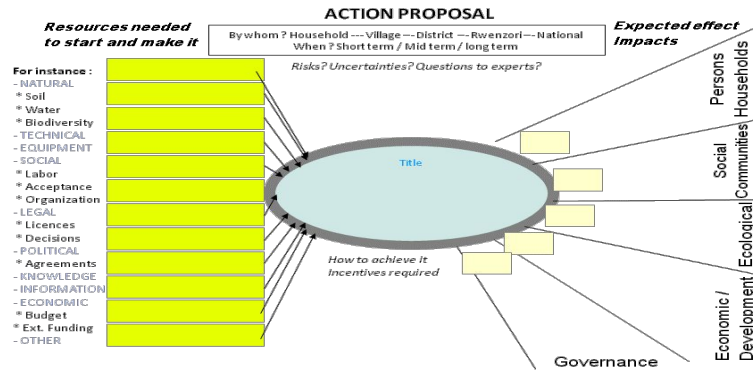 ACTION PROPOSAL
Resources needed
to start and make it
By whom ? Household --- Village --- District --- Rwenzori --- National
When ? Short term / Mid term / long term
Expected effect
Impacts
Risks? Uncertainties? Questions to experts?
For instance :
- NATURAL
* Soil
* Water
* Biodiversity
- TECHNICAL
- EQUIPMENT
- SOCIAL
* Labor
* Acceptance
* Organization
- LEGAL
* Licences
* Decisions
- POLITICAL
* Agreements
- KNOWLEDGE
- INFORMATION
- ECONOMIC
* Budget
* Ext. Funding
- OTHER
Title
How to achieve it
Incentives required
Persons
Households
Social
Communities
Ecological
Economic /
Development /
Governance